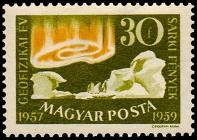 GEOFIZIKAI ÉV
30
SARKI FÉNYEK
1957 1959
MAGYAR POSTA